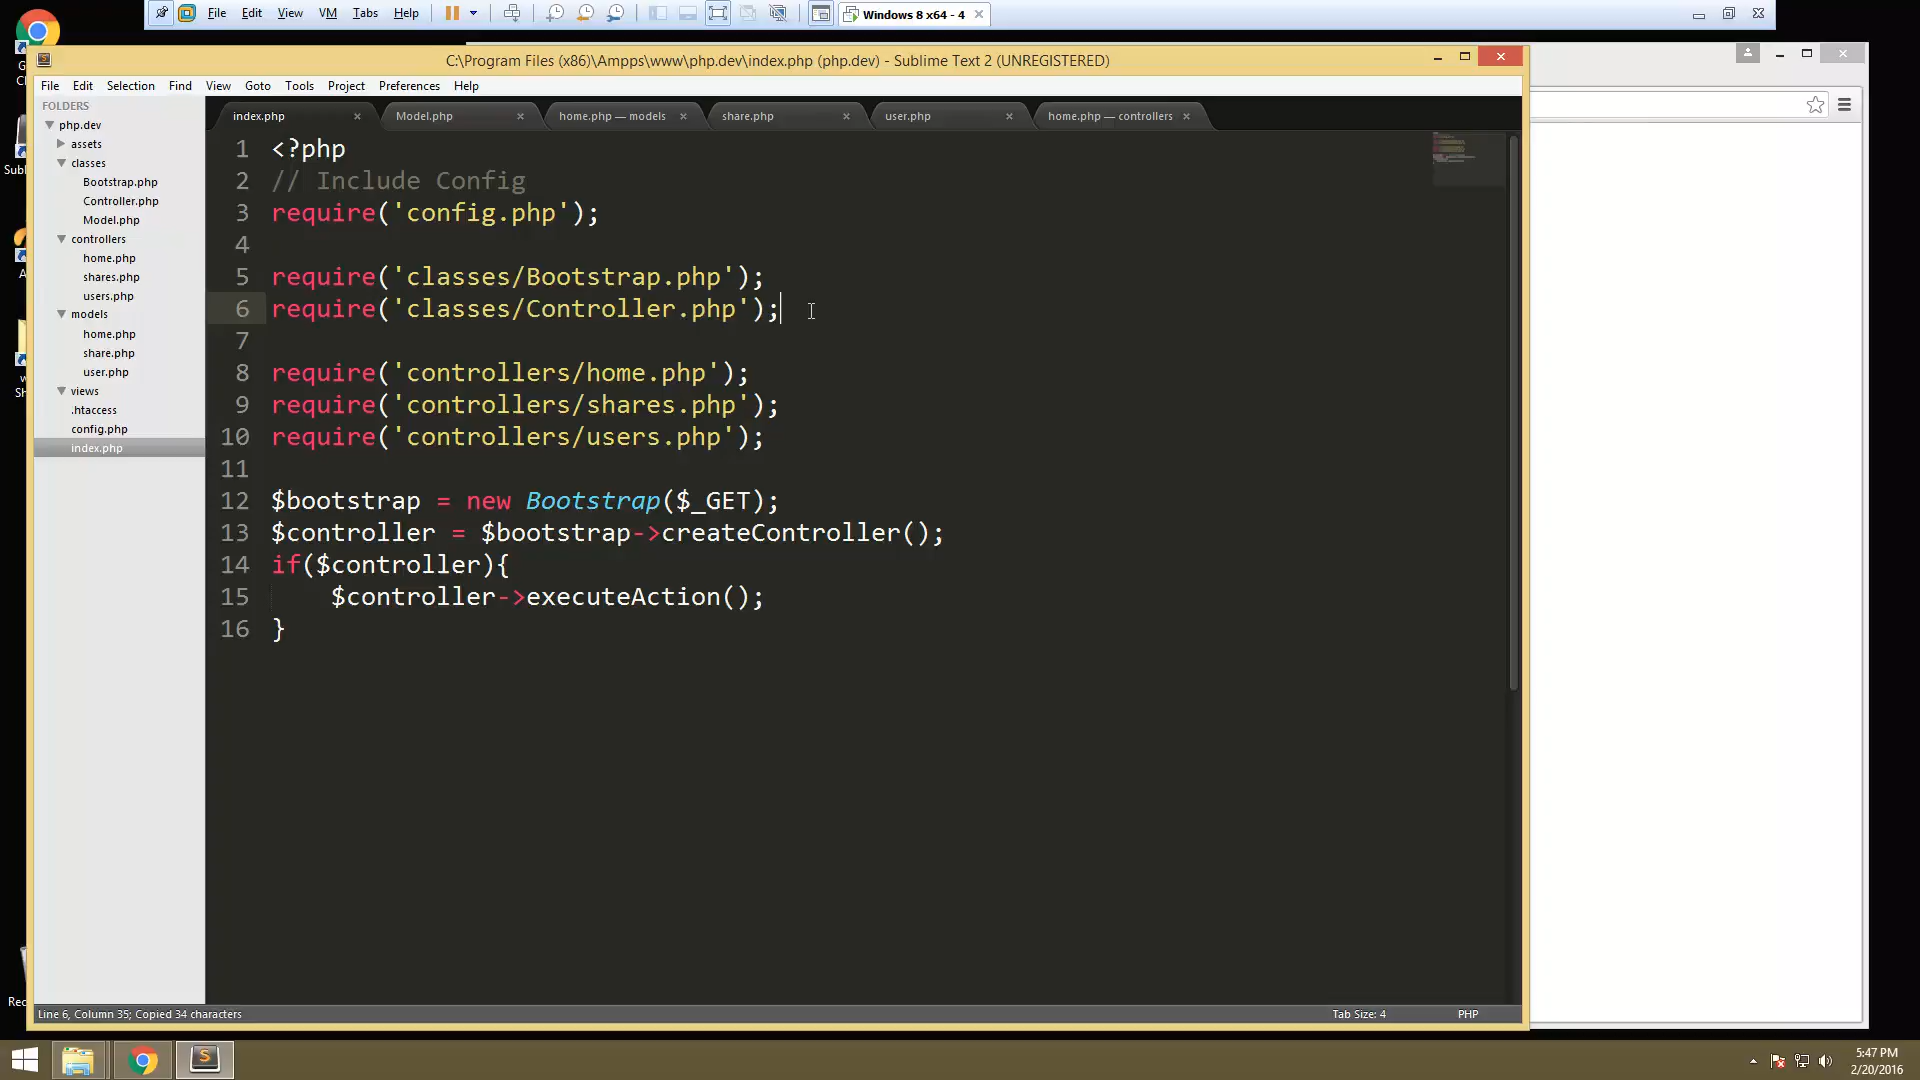 File Edit View VM Tabs Help
Windows 8 x64 - 4
C:\Program Files (x86)\Ampps\www\php.dev\index.php (php.dev) - Sublime Text 2 (UNREGISTERED)
File Edit Selection Find View Goto Tools Project Preferences Help
FOLDERS
php.dev
assets
classes
Bootstrap.php
Controller.php
Model.php
controllers
home.php
shares.php
users.php
models
home.php
share.php
user.php
views
.htaccess
config.php
index.php
index.php Model.php home.php — models share.php user.php home.php — controllers
1 <?php
2 // Include Config
3 require('config.php');
4
5 require('classes/Bootstrap.php');
6 require('classes/Controller.php');
7
8 require('controllers/home.php');
9 require('controllers/shares.php');
10 require('controllers/users.php');
11
12 $bootstrap = new Bootstrap($_GET);
13 $controller = $bootstrap->createController();
14 if($controller){
15 $controller->executeAction();
16 }
Line 6, Column 35; Copied 34 characters
Tab Size: 4 PHP
5:47 PM
2/20/2016